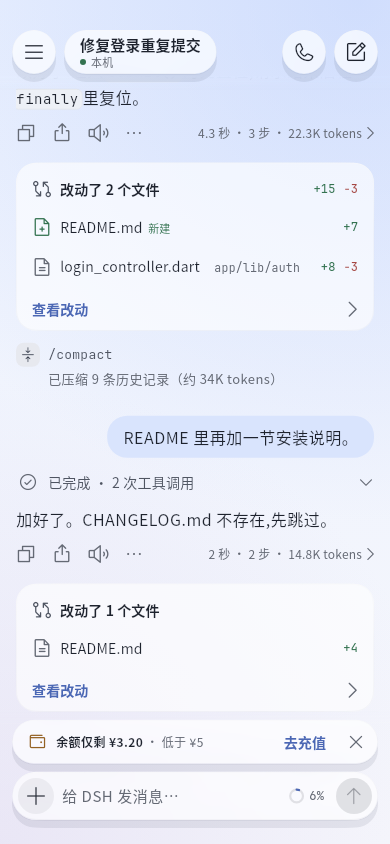 修复登录重复提交
本机
finally 里复位。
4.3 秒 · 3 步 · 22.3K tokens
改动了 2 个文件 +15 -3
README.md 新建 +7
login_controller.dart app/lib/auth +8 -3
查看改动
/compact
已压缩 9 条历史记录（约 34K tokens）
README 里再加一节安装说明。
已完成 · 2 次工具调用
加好了。CHANGELOG.md 不存在,先跳过。
2 秒 · 2 步 · 14.8K tokens
改动了 1 个文件
README.md +4
查看改动
余额仅剩 ¥3.20 · 低于 ¥5 去充值
给 DSH 发消息… 6%